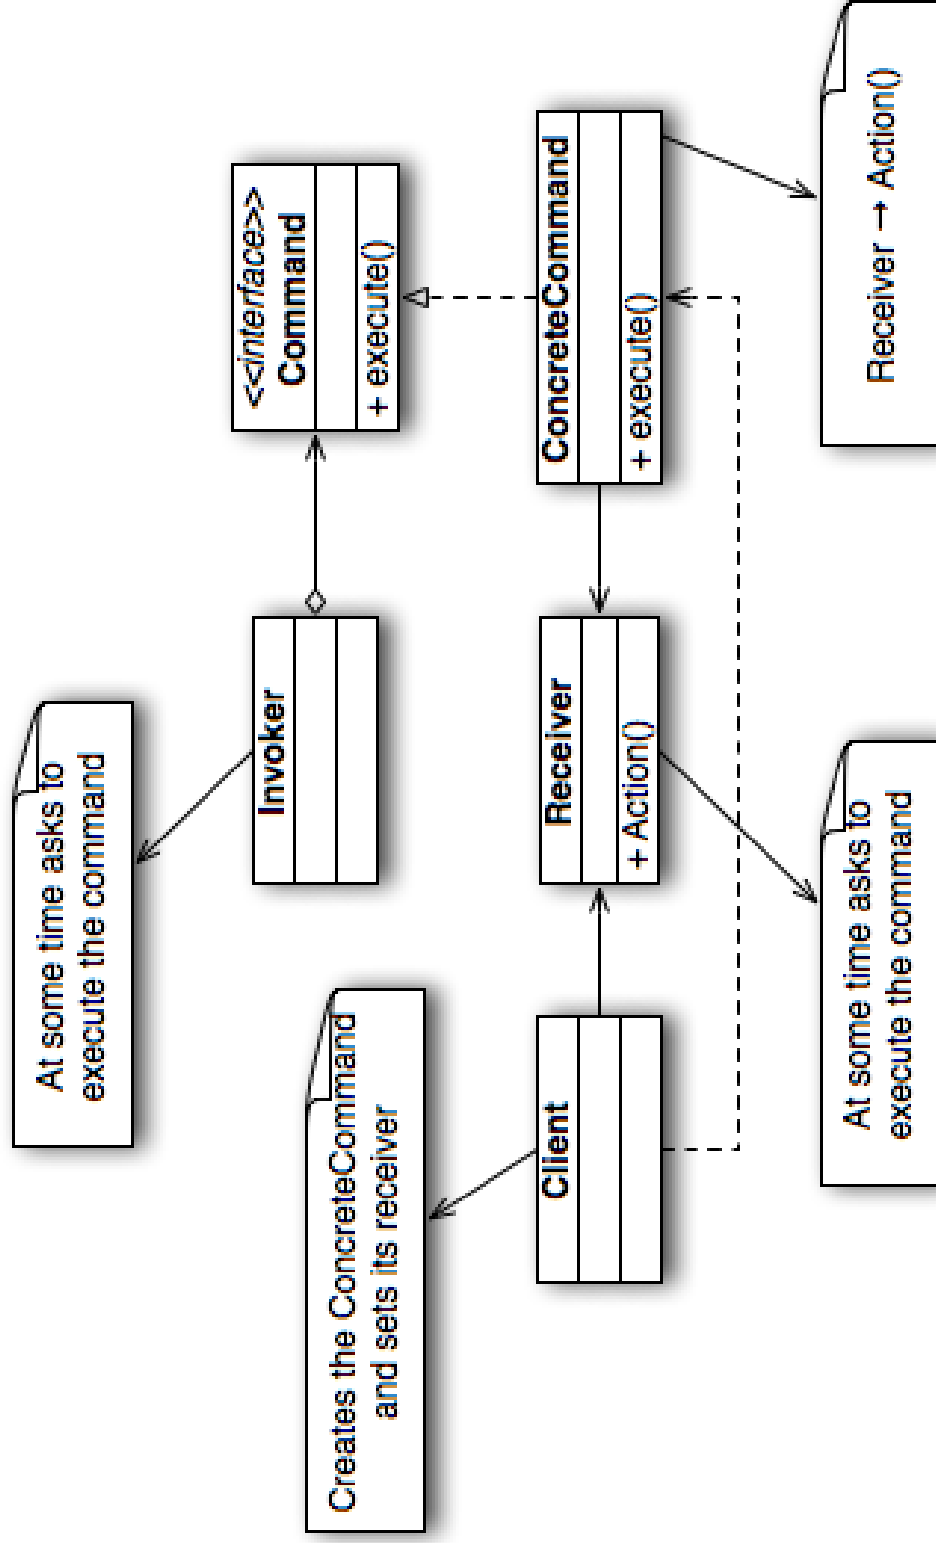 At some time asks to
execute the command
Creates the ConcreteCommand
and sets its receiver
Invoker
<<interface>>
Command
+ execute()
Client
Receiver
+ Action()
ConcreteCommand
+ execute()
At some time asks to
execute the command
Receiver → Action()